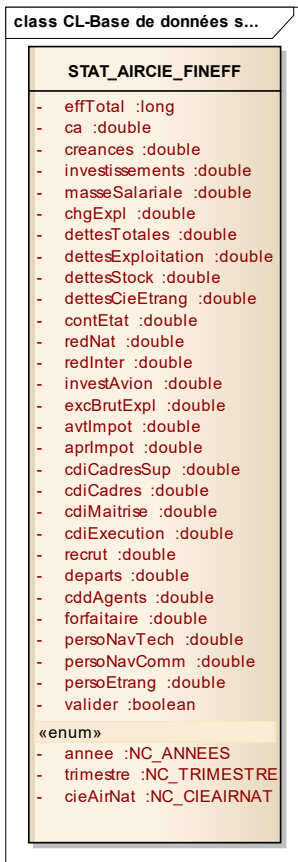 class CL-Base de données s...
STAT_AIRCIE_FINEFF
- effTotal :long
- ca :double
- creances :double
- investissements :double
- masseSalariale :double
- chgExpl :double
- dettesTotales :double
- dettesExploitation :double
- dettesStock :double
- dettesCieEtrang :double
- contEtat :double
- redNat :double
- redInter :double
- investAvion :double
- excBrutExpl :double
- avtImpot :double
- aprImpot :double
- cdiCadresSup :double
- cdiCadres :double
- cdiMaitrise :double
- cdiExecution :double
- recrut :double
- departs :double
- cddAgents :double
- forfaitaire :double
- persoNavTech :double
- persoNavComm :double
- persoEtrang :double
- valider :boolean
«enum»
- annee :NC_ANNEES
- trimestre :NC_TRIMESTRE
- cieAirNat :NC_CIEAIRNAT